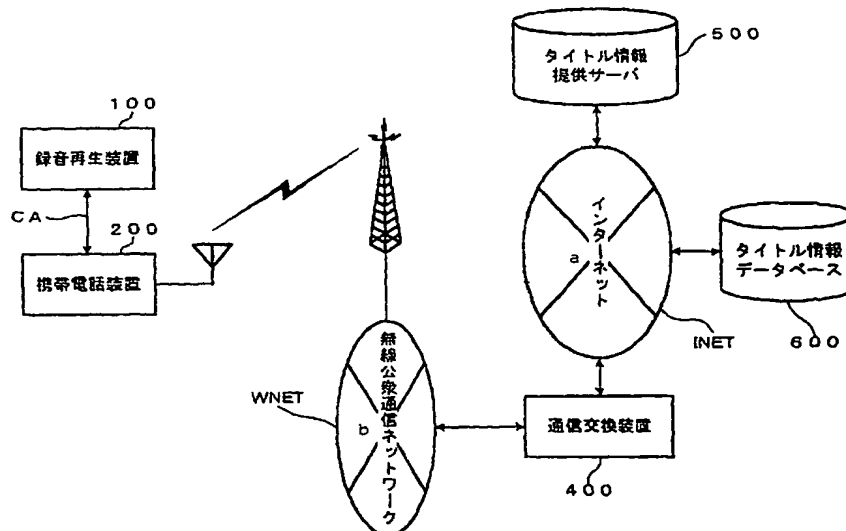 500
タイトル情報
提供サーバ
100
録音再生装置
CA
200
携帯電話装置
インターネット
a
タイトル情報
データベース
600
INET
WNET
無線公衆通信ネットワーク
b
通信交換装置
400